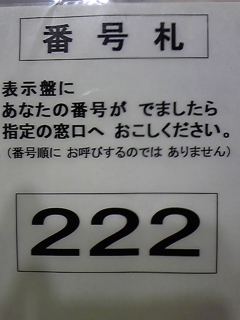 番号札
表示盤に
あなたの番号が でましたら
指定の窓口へ おこしください。
(番号順に お呼びするのでは ありません)
222